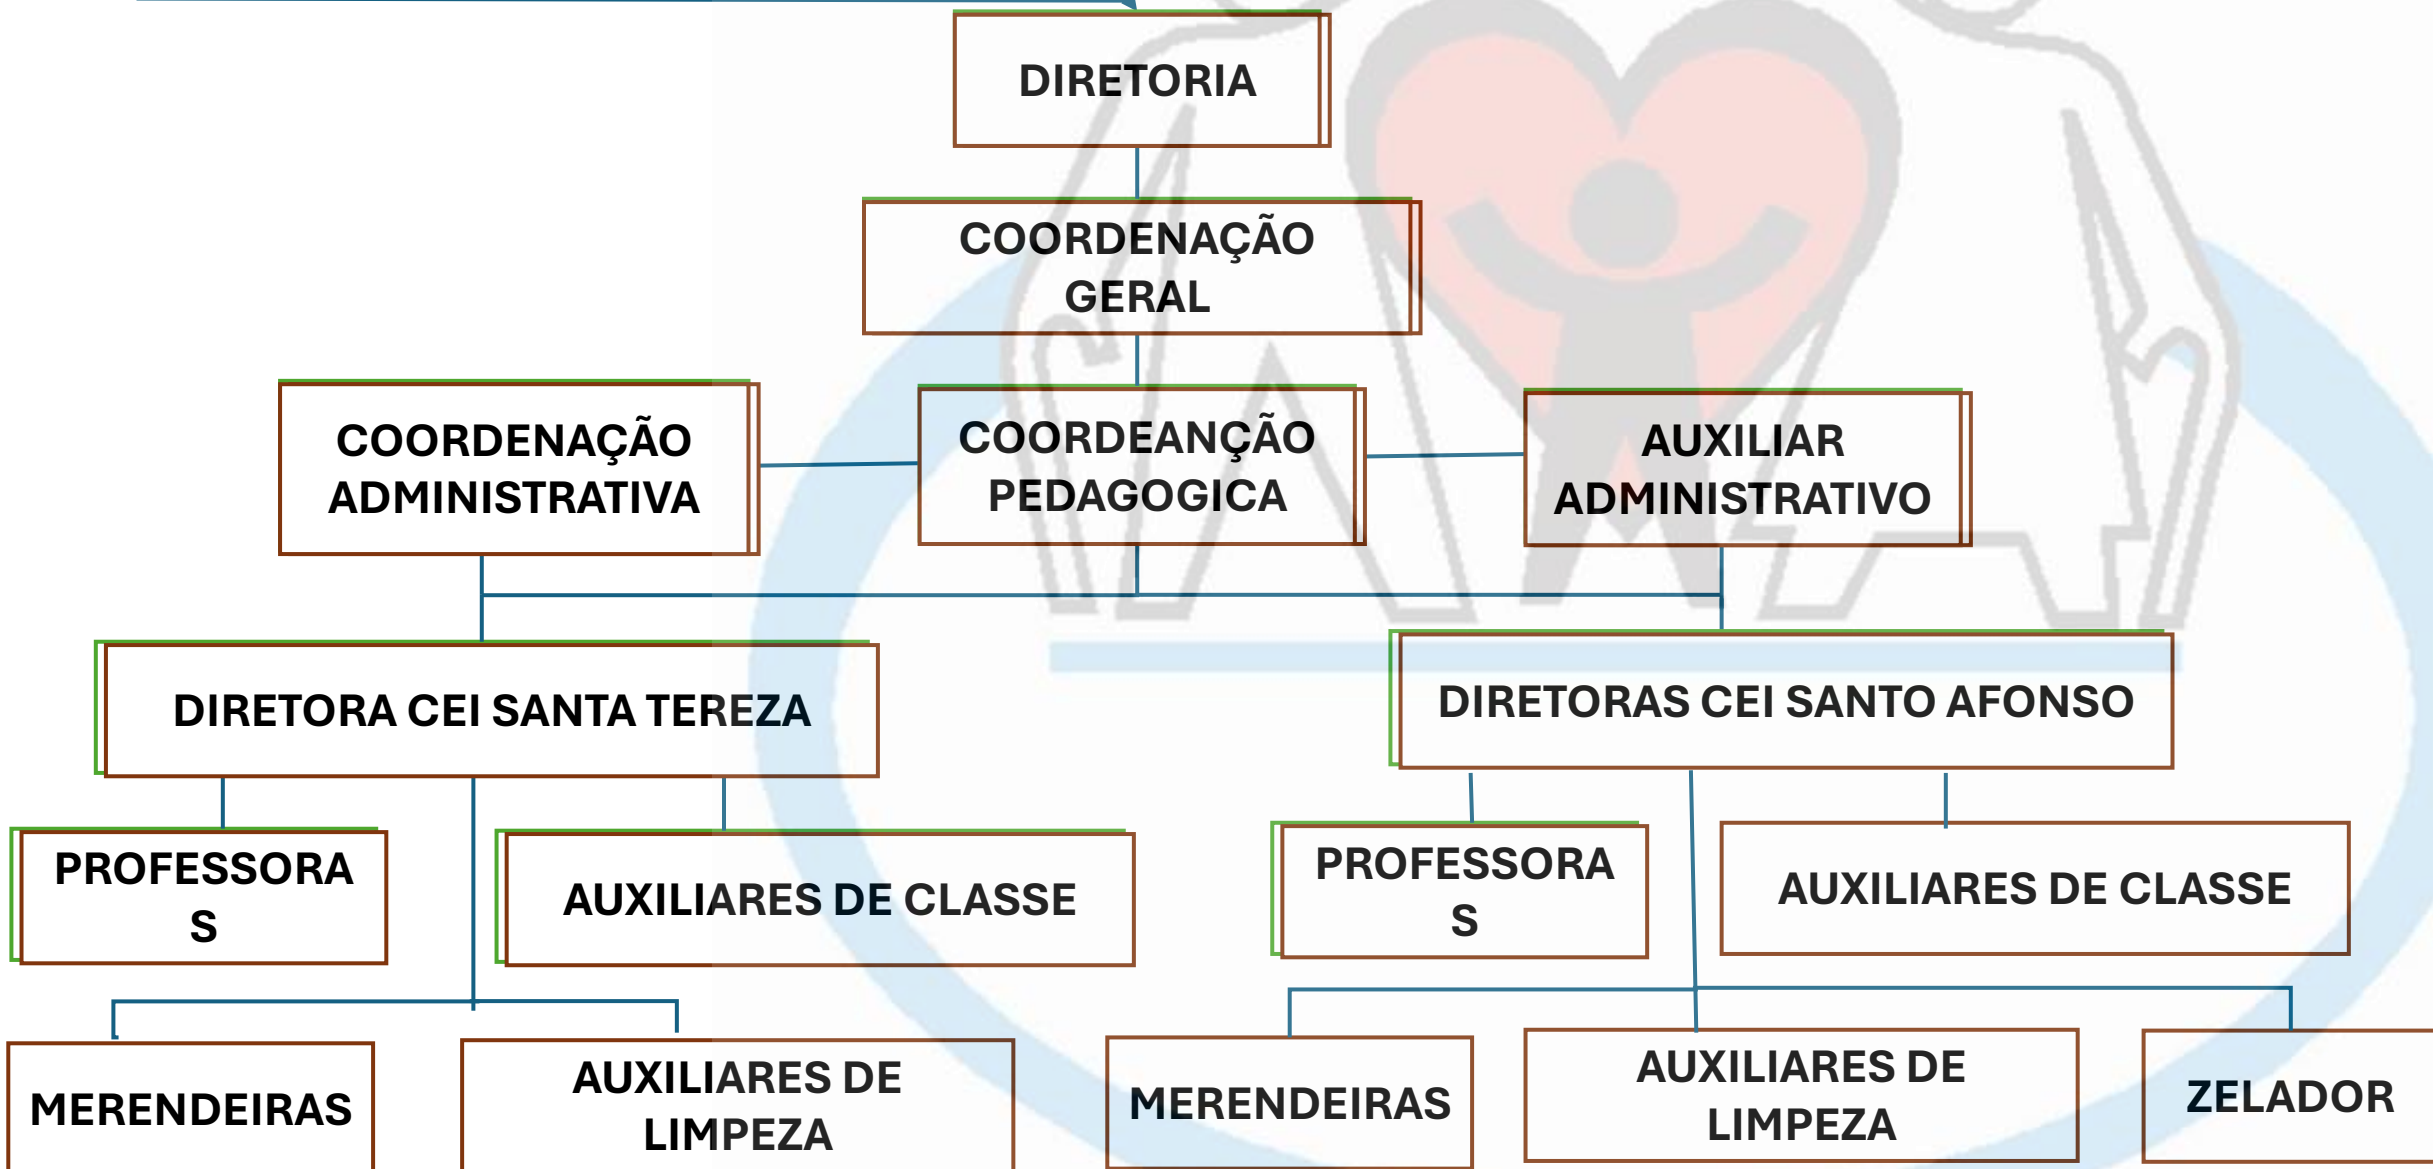 DIRETORIA
COORDENAÇÃO
GERAL
COORDENAÇÃO
ADMINISTRATIVA
COORDEANÇÃO
PEDAGOGICA
AUXILIAR
ADMINISTRATIVO
DIRETORA CEI SANTA TEREZA
DIRETORAS CEI SANTO AFONSO
PROFESSORA
S
AUXILIARES DE CLASSE
PROFESSORA
S
AUXILIARES DE CLASSE
MERENDEIRAS
AUXILIARES DE
LIMPEZA
MERENDEIRAS
AUXILIARES DE
LIMPEZA
ZELADOR